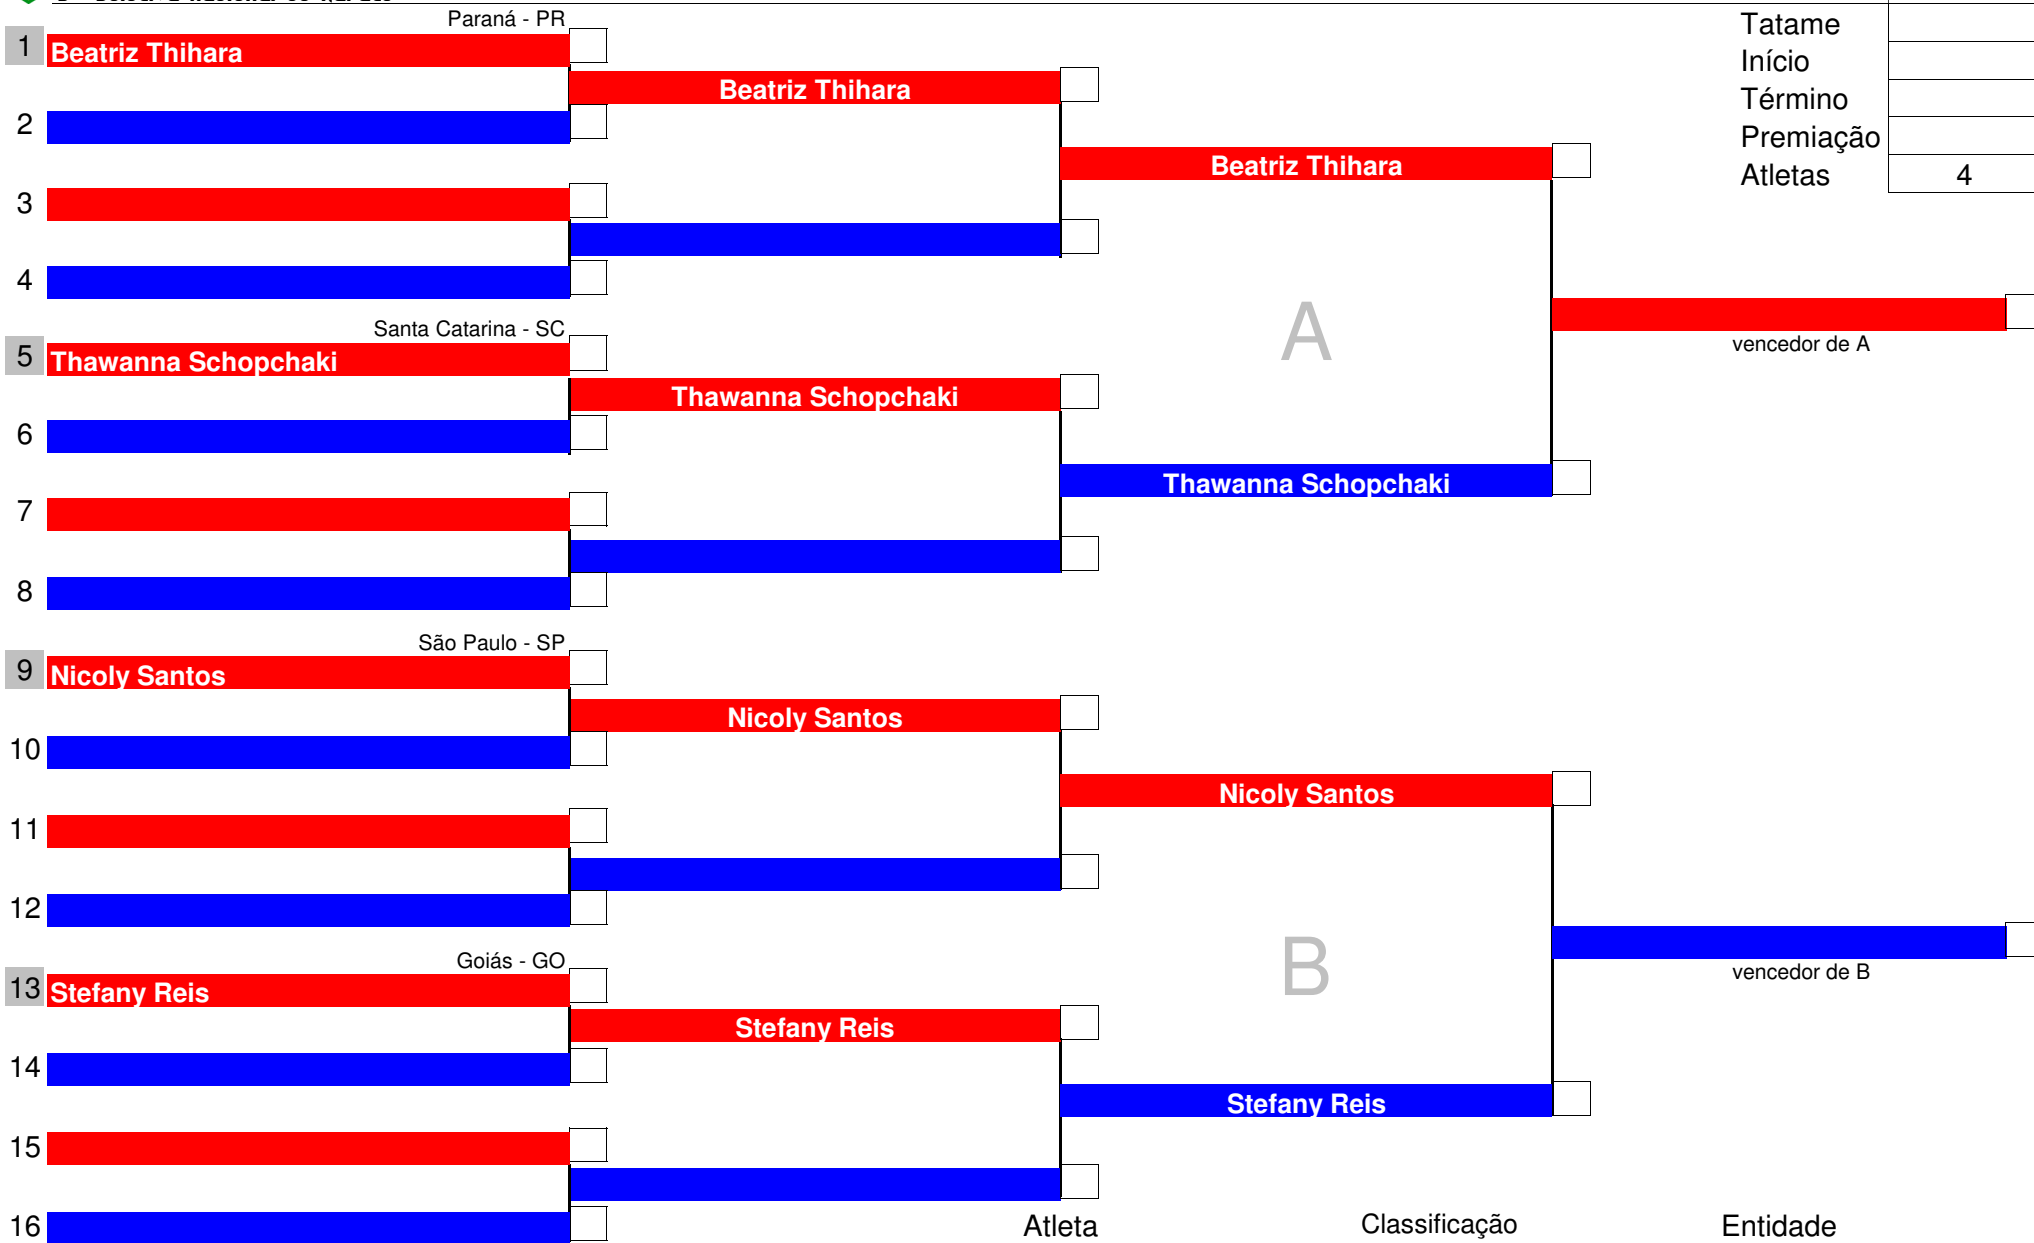 Paraná - PR
Tatame
1 Beatriz Thihara
Início
Beatriz Thihara
Término
2
Premiação
Beatriz Thihara
Atletas 4
3
4
A
Santa Catarina - SC
vencedor de A
5 Thawanna Schopchaki
Thawanna Schopchaki
6
Thawanna Schopchaki
7
8
São Paulo - SP
9 Nicoly Santos
Nicoly Santos
10
Nicoly Santos
11
12
Goiás - GO
B
vencedor de B
13 Stefany Reis
Stefany Reis
14
Stefany Reis
15
16
Atleta Classificação Entidade